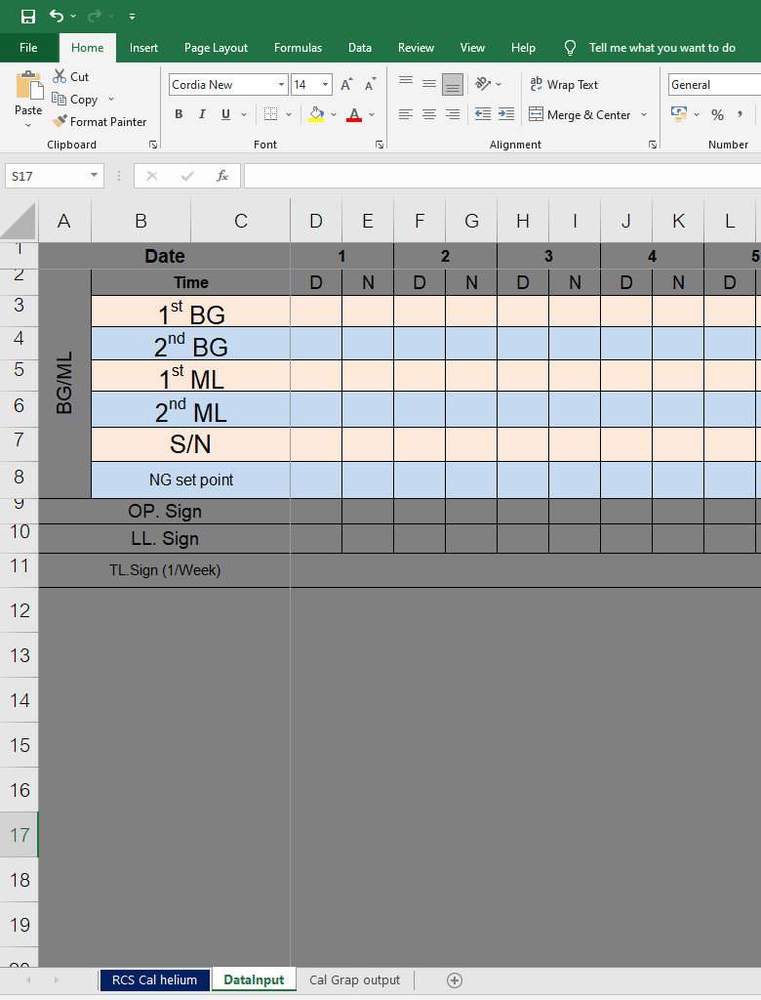 File Home Insert Page Layout Formulas Data Review View Help Tell me what you want to do
Paste Cut Cordia New 14 A A ab Wrap Text General
Copy B I U A Merge & Center % ,
Format Painter
Clipboard Font Alignment Number
S17 fx
A B C D E F G H I J K L
1 Date 1 2 3 4 5
2 Time D N D N D N D N D
3 1st BG
4 2nd BG
BG/ML
5 1st ML
6 2nd ML
7 S/N
8 NG set point
9 OP. Sign
10 LL. Sign
11 TL.Sign (1/Week)
12
13
14
15
16
17
18
19
20
RCS Cal helium DataInput Cal Grap output